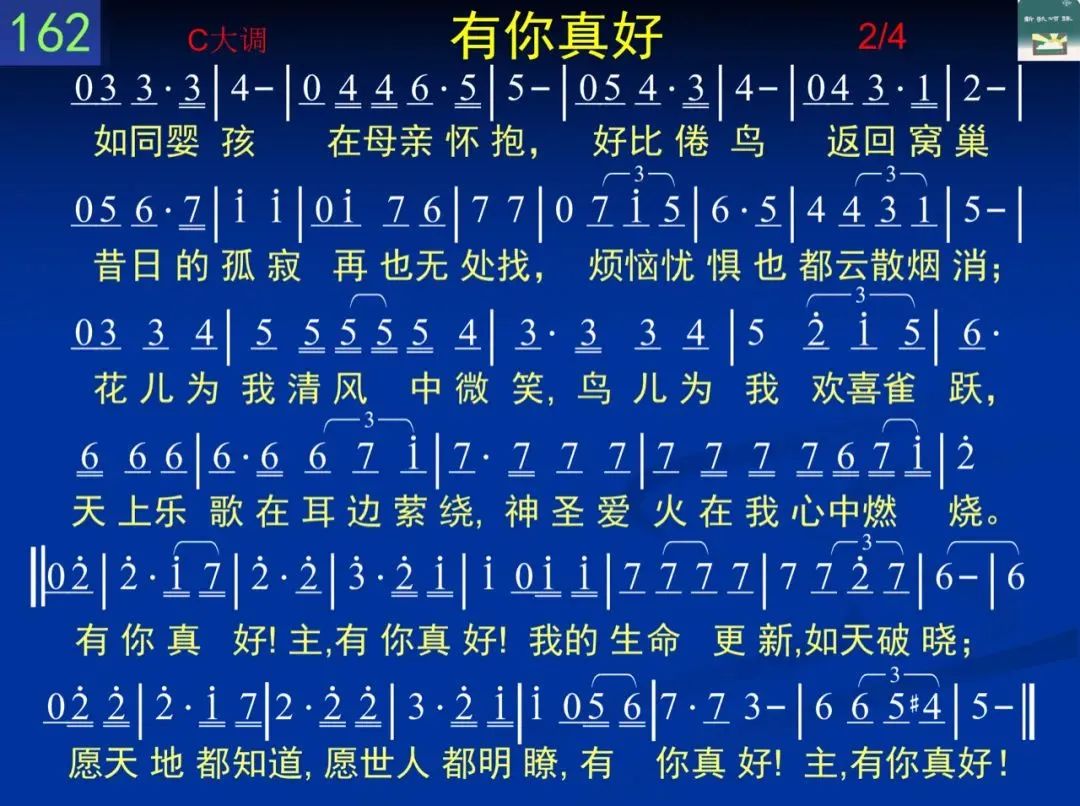 162 C大调 有你真好 2/4 新歌颂扬
03 3·3|4-|0 4 4 6·5|5-|05 4·3|4-|04 3·1|2-|
如同婴孩 在母亲怀抱, 好比倦鸟 返回窝巢
05 6·7|i i|0i 7 6|7 7|0 7 i 5|6·5|4 4 3 1|5-|
昔日的孤寂 再也无处找, 烦恼忧惧也都云散烟消;
03 3 4|5 5 5 5 5 4|3·3 3 4|5 2̇ i 5|6·
花儿为我清风 中微笑, 鸟儿为 我 欢喜雀跃,
6 6 6|6·6 6 7 i|7·7 7 7|7 7 7 7 6 7 i|2̇
天上乐 歌在耳边萦绕, 神圣爱火在我心中燃 烧。
‖02̇|2̇·i 7|2̇·2̇|3̇·2̇ i|i 0i i|7 7 7 7|7 7 2̇ 7|6-|6
有你真 好! 主,有你真好! 我的生命 更新,如天破晓;
02̇ 2̇|2̇·i 7|2·2̇ 2̇|3·2̇ i|i 05 6|7·7 3-|6 6 5 #4|5-‖
愿天地都知道, 愿世人都明瞭, 有 你真好! 主,有你真好!